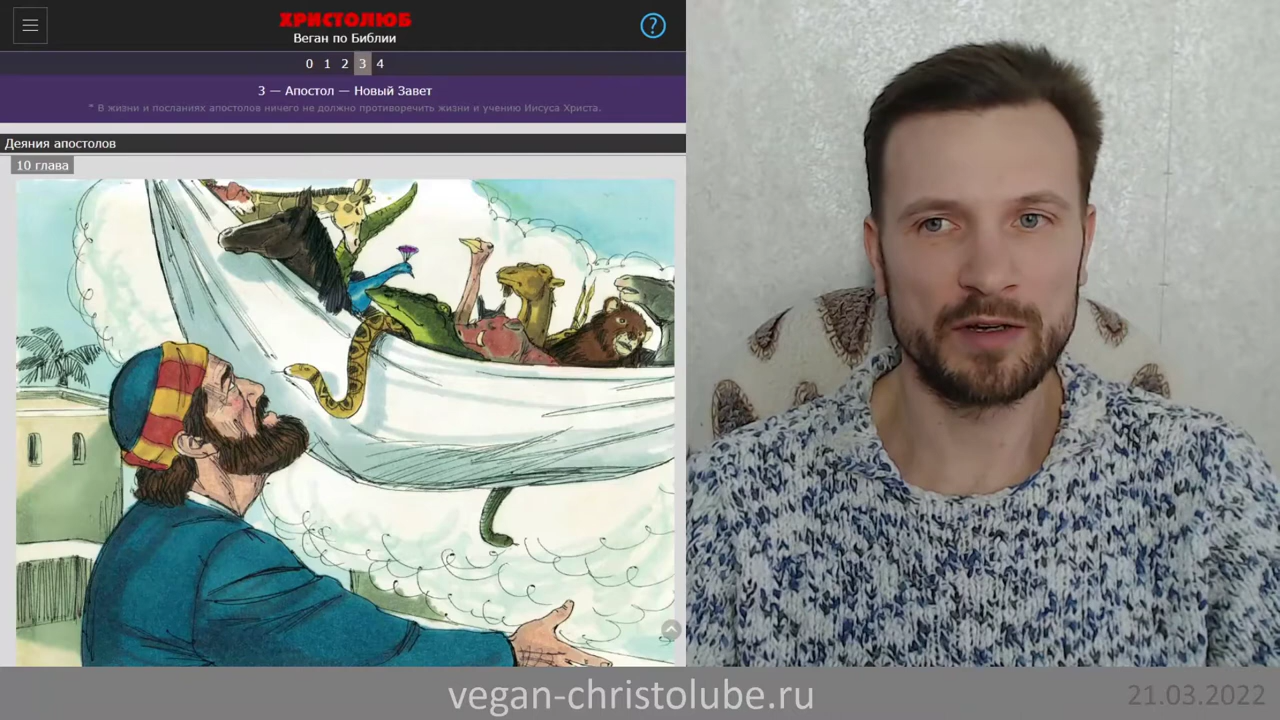 ХРИСТОЛЮБ
Веган по Библии
?
0 1 2 3 4
3 — Апостол — Новый Завет
* В жизни и посланиях апостолов ничего не должно противоречить жизни и учению Иисуса Христа.
Деяния апостолов
10 глава
vegan-christolube.ru
21.03.2022